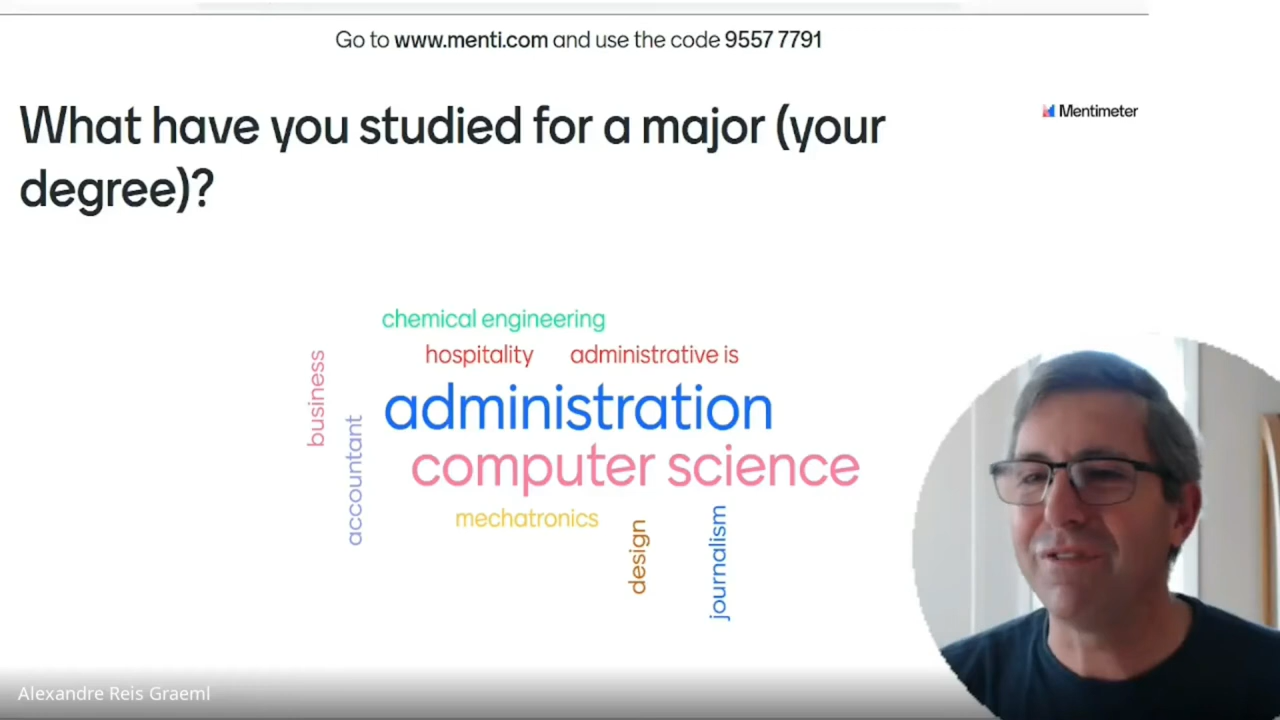 Go to www.menti.com and use the code 9557 7791
What have you studied for a major (your
degree)?
Mentimeter
chemical engineering
hospitality administrative is
business
administration
accountant
computer science
mechatronics
design
journalism
Alexandre Reis Graeml